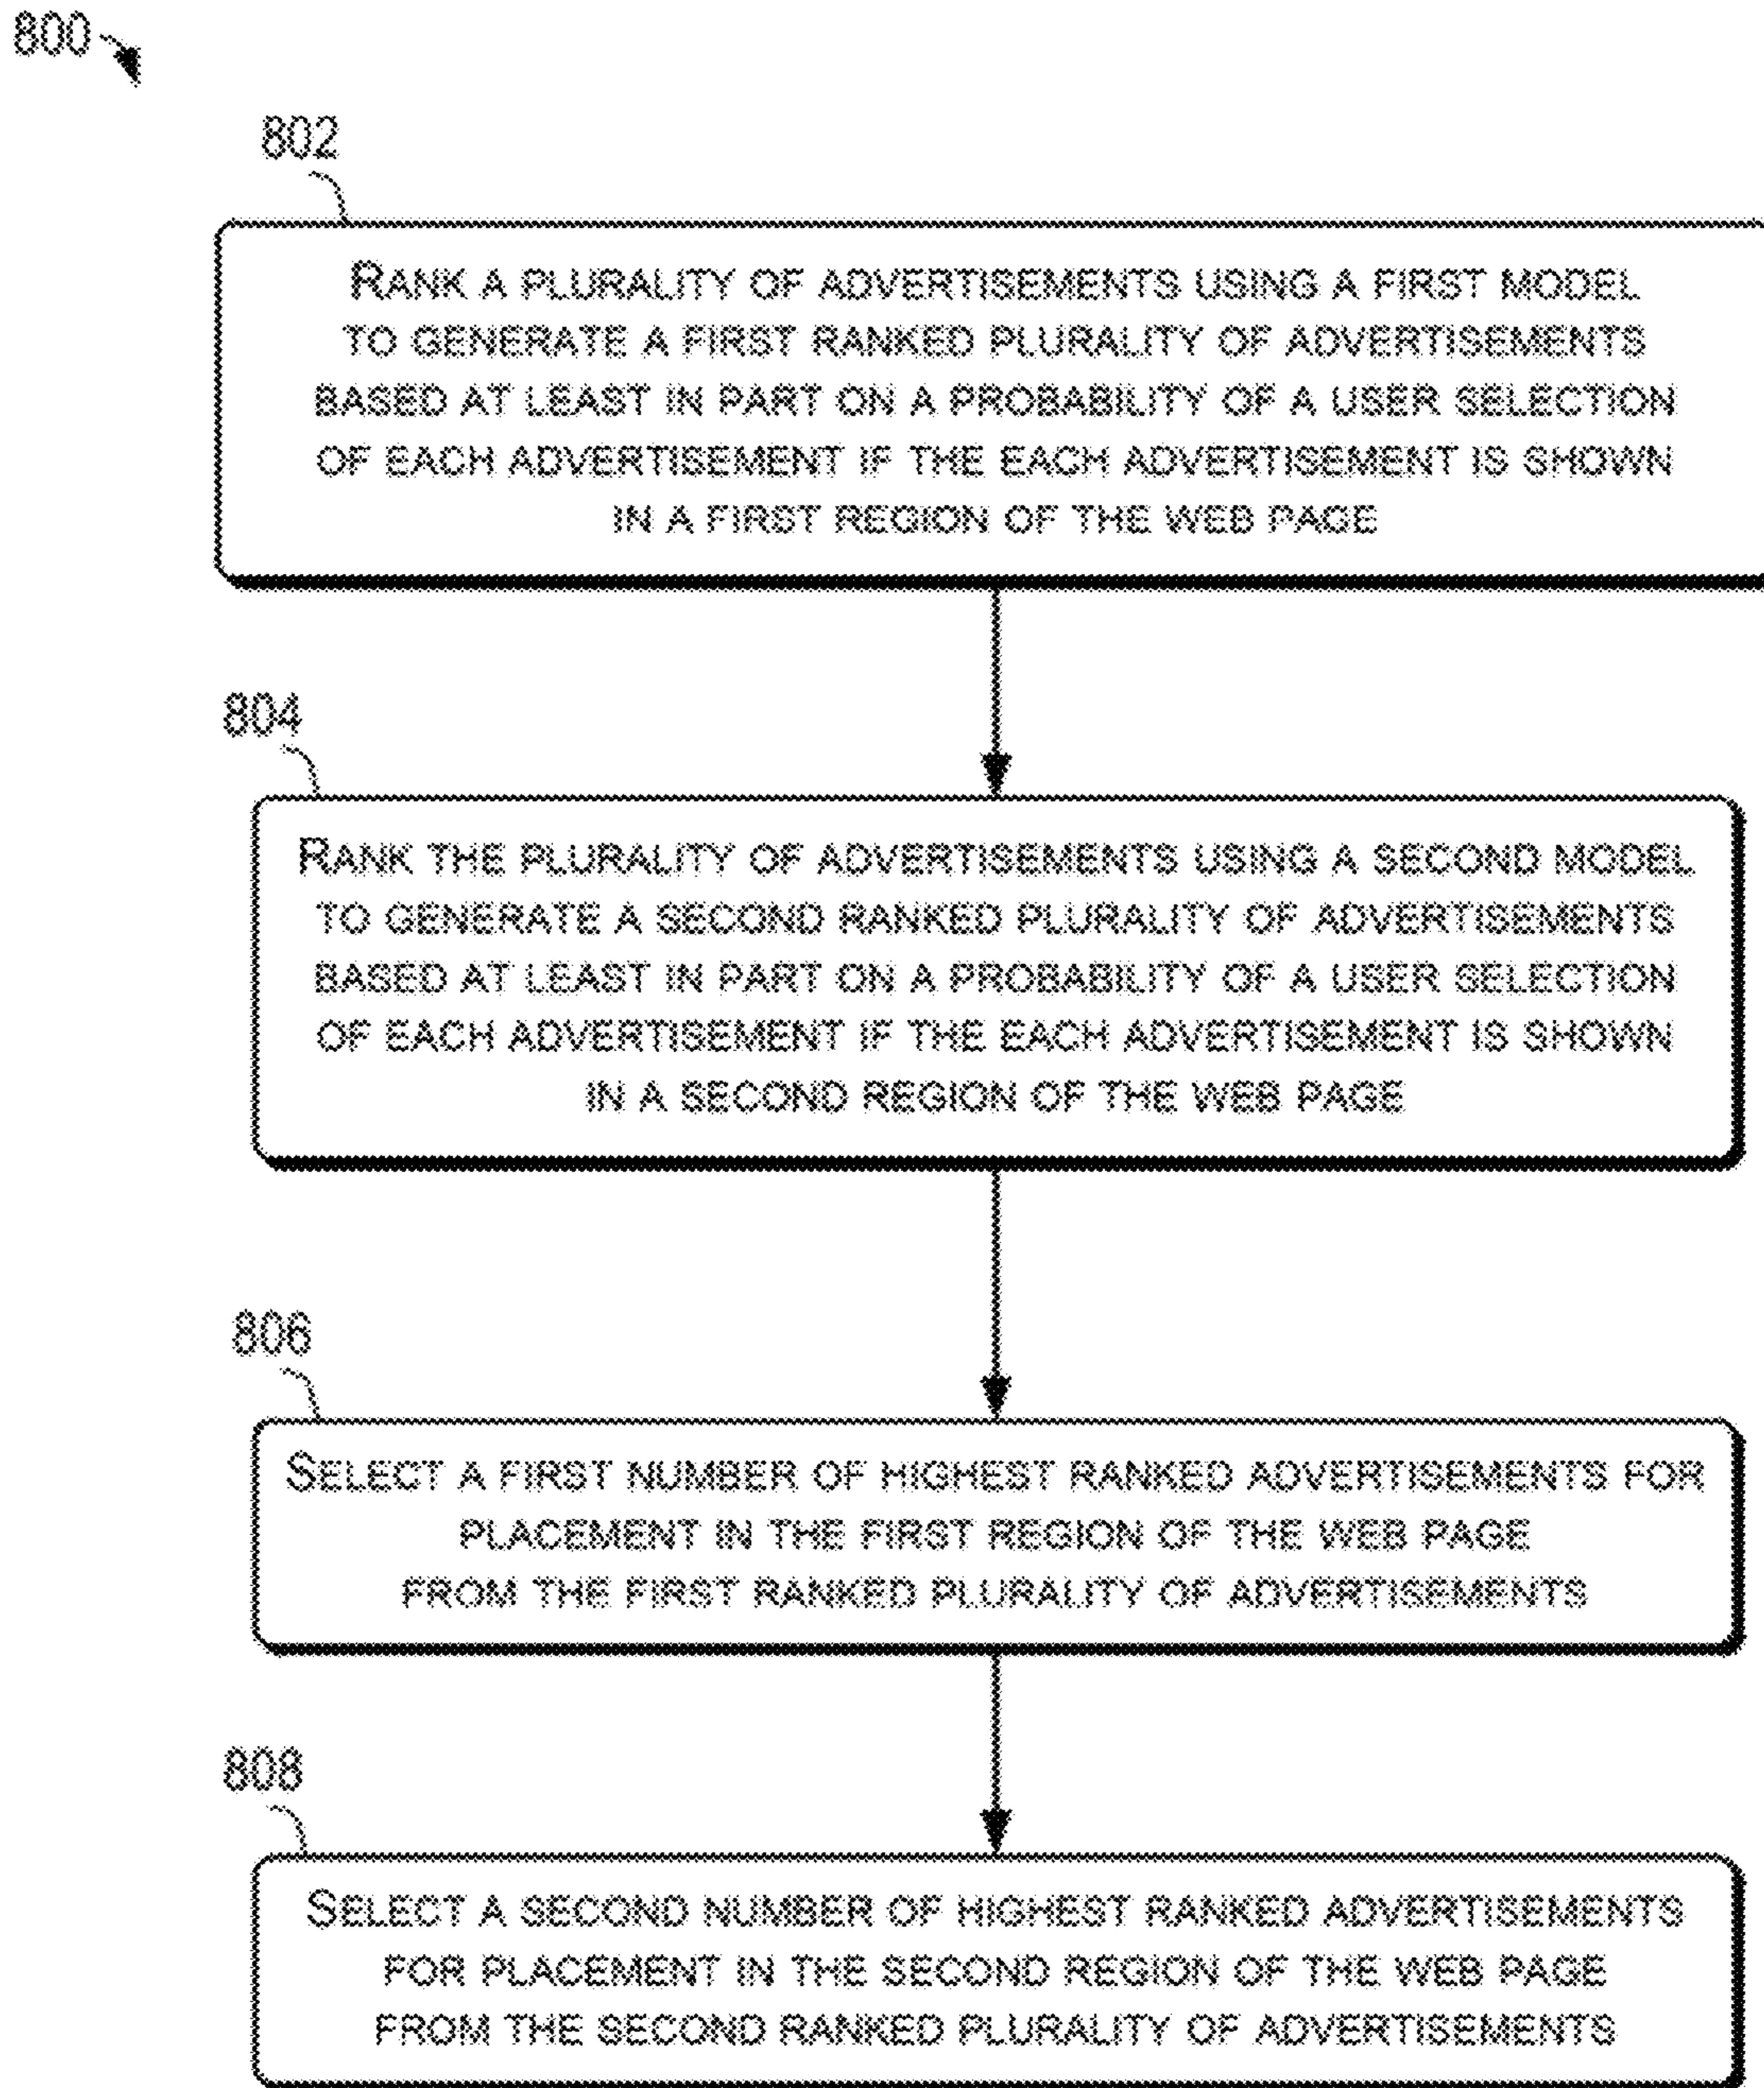 800
802
RANK A PLURALITY OF ADVERTISEMENTS USING A FIRST MODEL
TO GENERATE A FIRST RANKED PLURALITY OF ADVERTISEMENTS
BASED AT LEAST IN PART ON A PROBABILITY OF A USER SELECTION
OF EACH ADVERTISEMENT IF THE EACH ADVERTISEMENT IS SHOWN
IN A FIRST REGION OF THE WEB PAGE
804
RANK THE PLURALITY OF ADVERTISEMENTS USING A SECOND MODEL
TO GENERATE A SECOND RANKED PLURALITY OF ADVERTISEMENTS
BASED AT LEAST IN PART ON A PROBABILITY OF A USER SELECTION
OF EACH ADVERTISEMENT IF THE EACH ADVERTISEMENT IS SHOWN
IN A SECOND REGION OF THE WEB PAGE
806
SELECT A FIRST NUMBER OF HIGHEST RANKED ADVERTISEMENTS FOR
PLACEMENT IN THE FIRST REGION OF THE WEB PAGE
FROM THE FIRST RANKED PLURALITY OF ADVERTISEMENTS
808
SELECT A SECOND NUMBER OF HIGHEST RANKED ADVERTISEMENTS
FOR PLACEMENT IN THE SECOND REGION OF THE WEB PAGE
FROM THE SECOND RANKED PLURALITY OF ADVERTISEMENTS